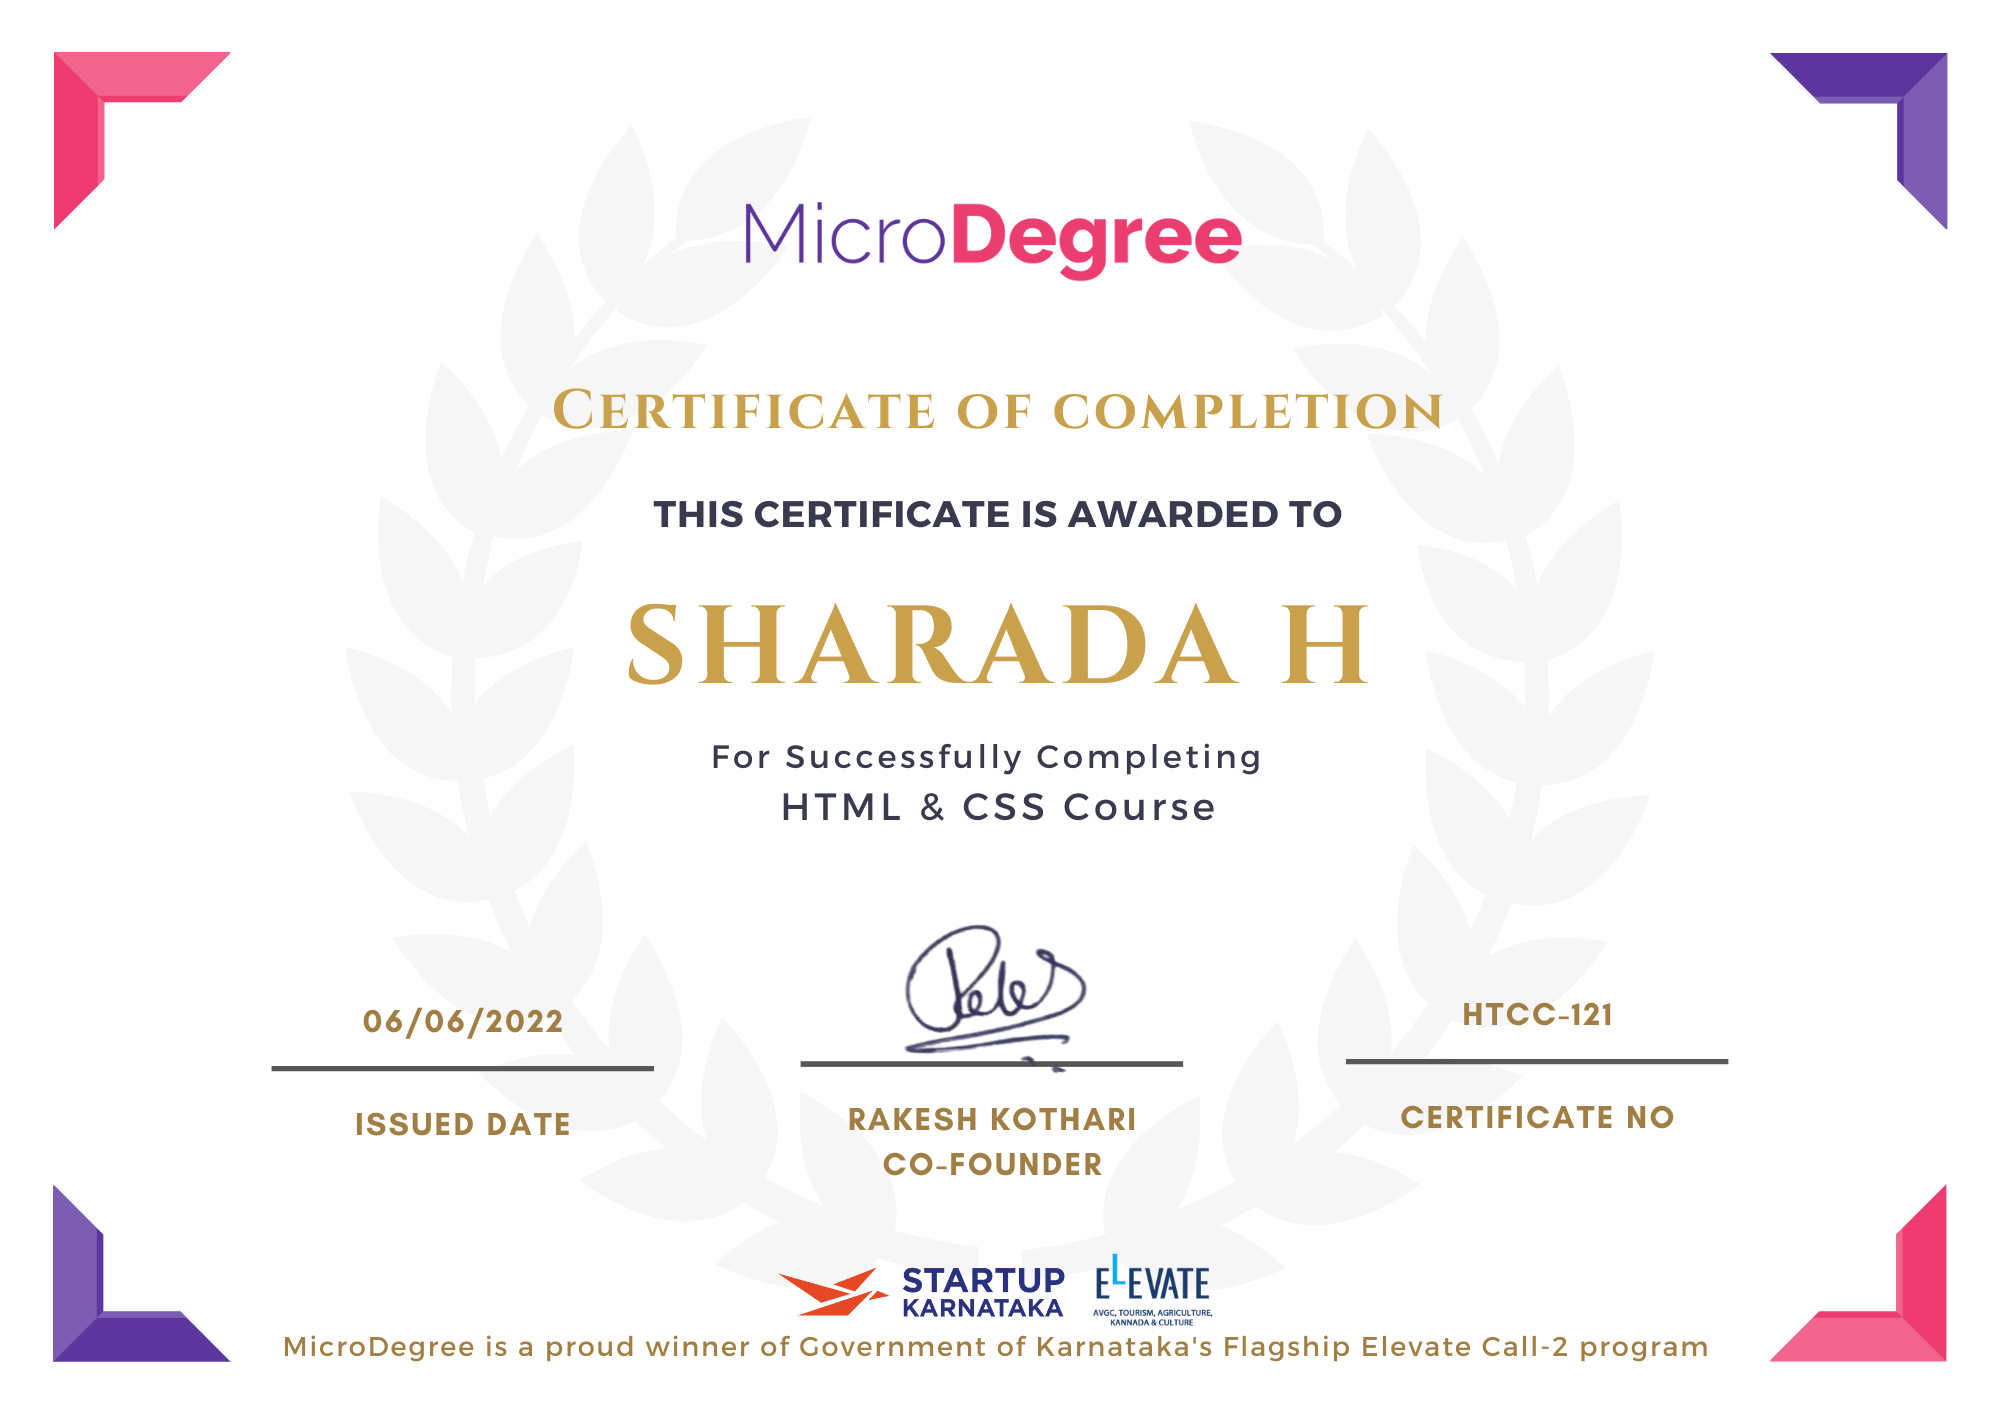 MicroDegree
CERTIFICATE OF COMPLETION
THIS CERTIFICATE IS AWARDED TO
SHARADA H
For Successfully Completing
HTML & CSS Course
06/06/2022
ISSUED DATE
RAKESH KOTHARI
CO-FOUNDER
HTCC-121
CERTIFICATE NO
STARTUP
KARNATAKA
ELEVATE
AVGC, TOURISM, AGRICULTURE,
KANNADA & CULTURE
MicroDegree is a proud winner of Government of Karnataka's Flagship Elevate Call-2 program